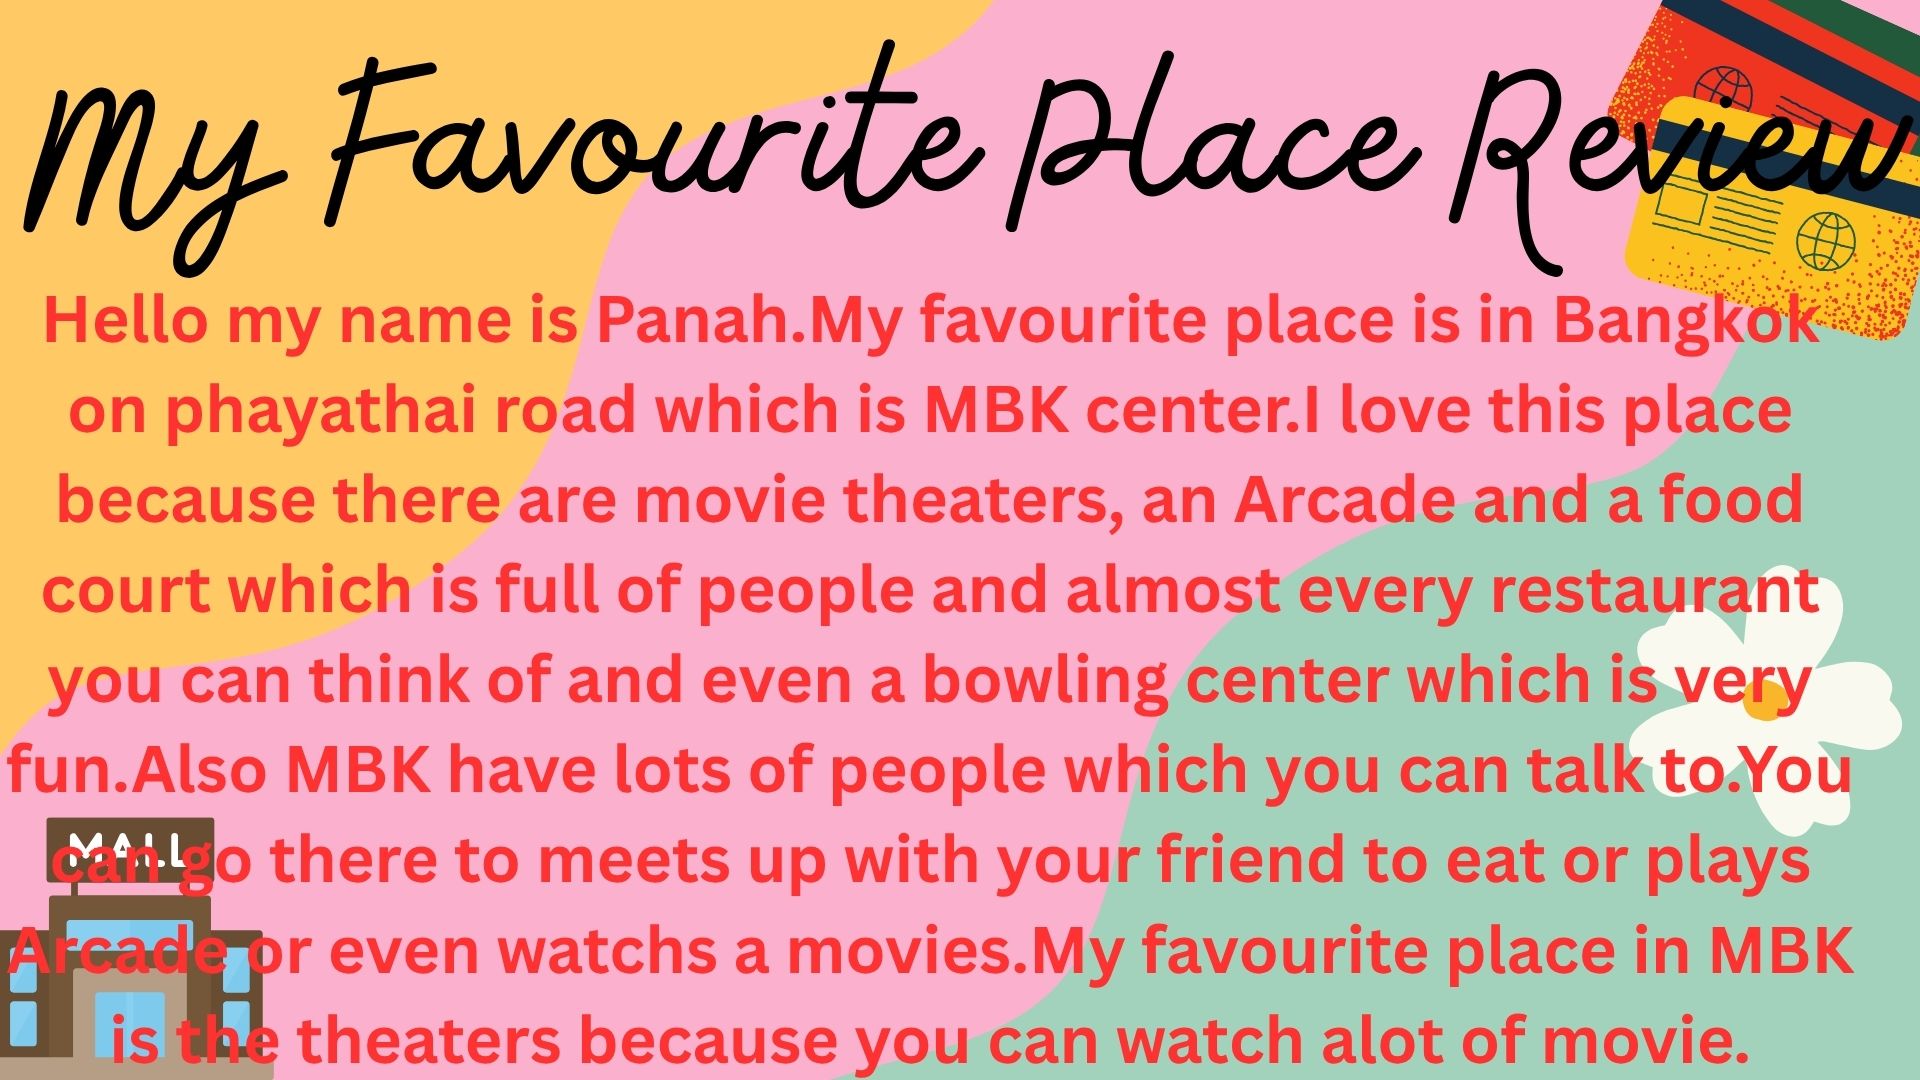 My Favourite Place Review
Hello my name is Panah.My favourite place is in Bangkok
on phayathai road which is MBK center.I love this place
because there are movie theaters, an Arcade and a food
court which is full of people and almost every restaurant
you can think of and even a bowling center which is very
fun.Also MBK have lots of people which you can talk to.You
can go there to meets up with your friend to eat or plays
Arcade or even watchs a movies.My favourite place in MBK
is the theaters because you can watch alot of movie.
MALL